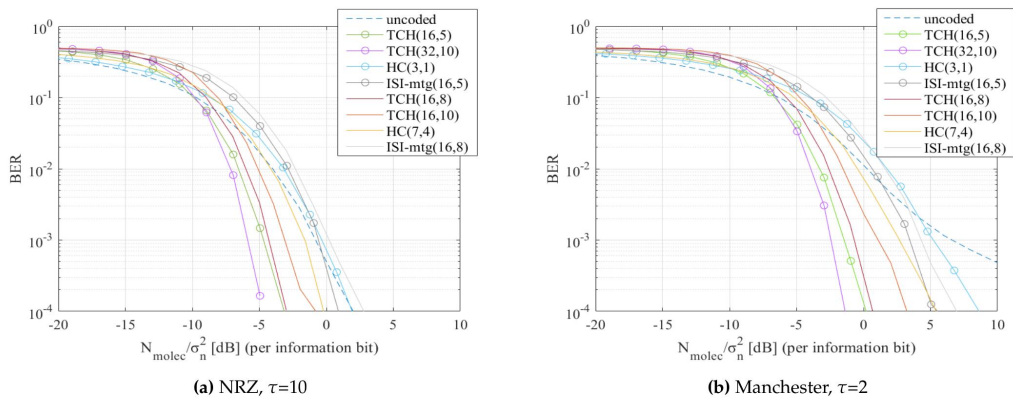 uncoded
TCH(16,5)
TCH(32,10)
HC(3,1)
ISI-mtg(16,5)
TCH(16,8)
TCH(16,10)
HC(7,4)
ISI-mtg(16,8)
10^0
10^-1
10^-2
10^-3
10^-4
BER
-20 -15 -10 -5 0 5 10
N_molec/σ_n^2 [dB] (per information bit)
(a) NRZ, τ=10
uncoded
TCH(16,5)
TCH(32,10)
HC(3,1)
ISI-mtg(16,5)
TCH(16,8)
TCH(16,10)
HC(7,4)
ISI-mtg(16,8)
10^0
10^-1
10^-2
10^-3
10^-4
BER
-20 -15 -10 -5 0 5 10
N_molec/σ_n^2 [dB] (per information bit)
(b) Manchester, τ=2